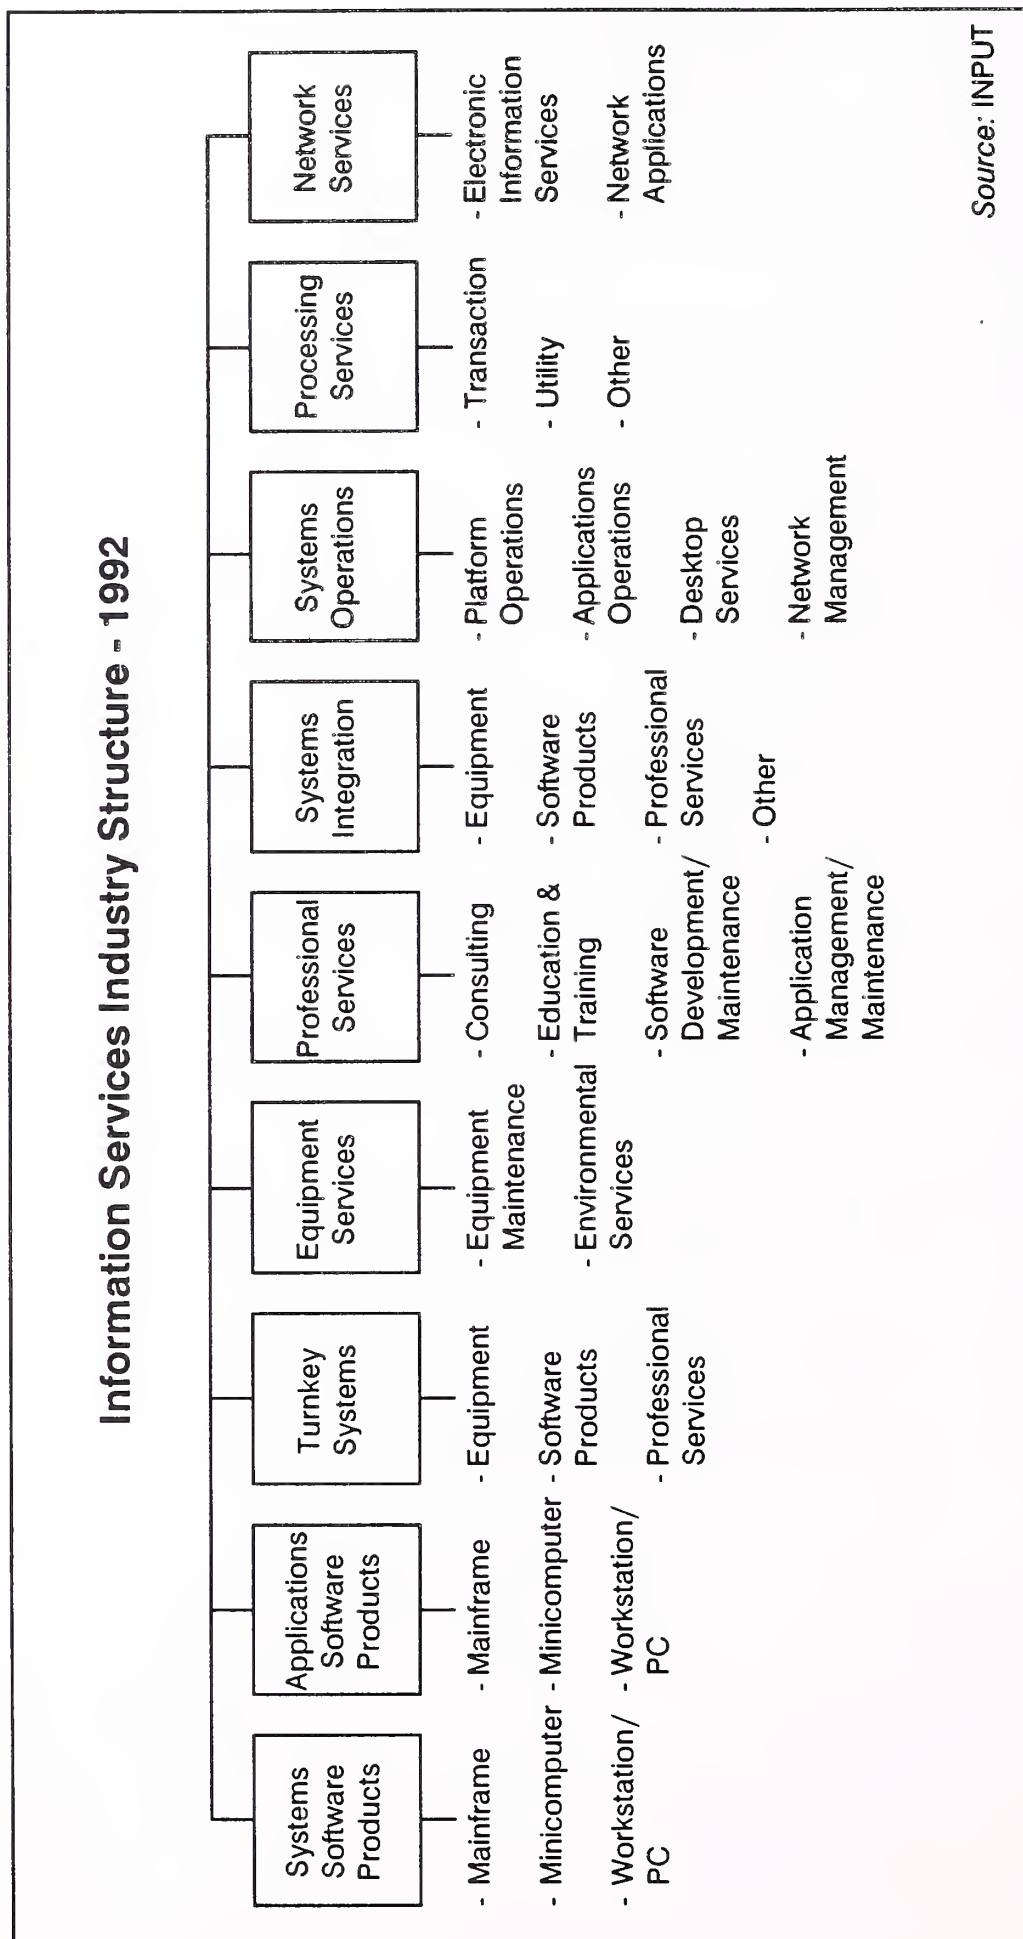 Information Services Industry Structure - 1992
Systems
Software
Products
- Mainframe
- Minicomputer
- Workstation/
PC
Applications
Software
Products
- Mainframe
- Minicomputer
- Workstation/
PC
Turnkey
Systems
- Equipment
- Software
Products
- Professional
Services
Equipment
Services
- Equipment
Maintenance
- Environmental
Services
Professional
Services
- Consulting
- Education &
Training
- Software
Development/
Maintenance
- Application
Management/
Maintenance
Systems
Integration
- Equipment
- Software
Products
- Professional
Services
- Other
Systems
Operations
- Platform
Operations
- Applications
Operations
- Desktop
Services
- Network
Management
Processing
Services
- Transaction
- Utility
- Other
Network
Services
- Electronic
Information
Services
- Network
Applications
Source: INPUT